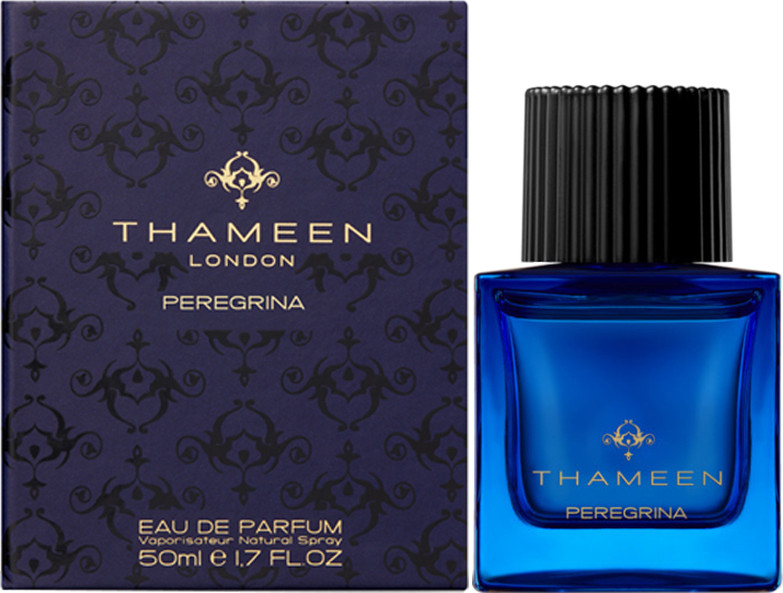 THAMEEN
LONDON
PEREGRINA
EAU DE PARFUM
Vaporisateur Natural Spray
50ml e 1,7 FL.OZ
THAMEEN
PEREGRINA